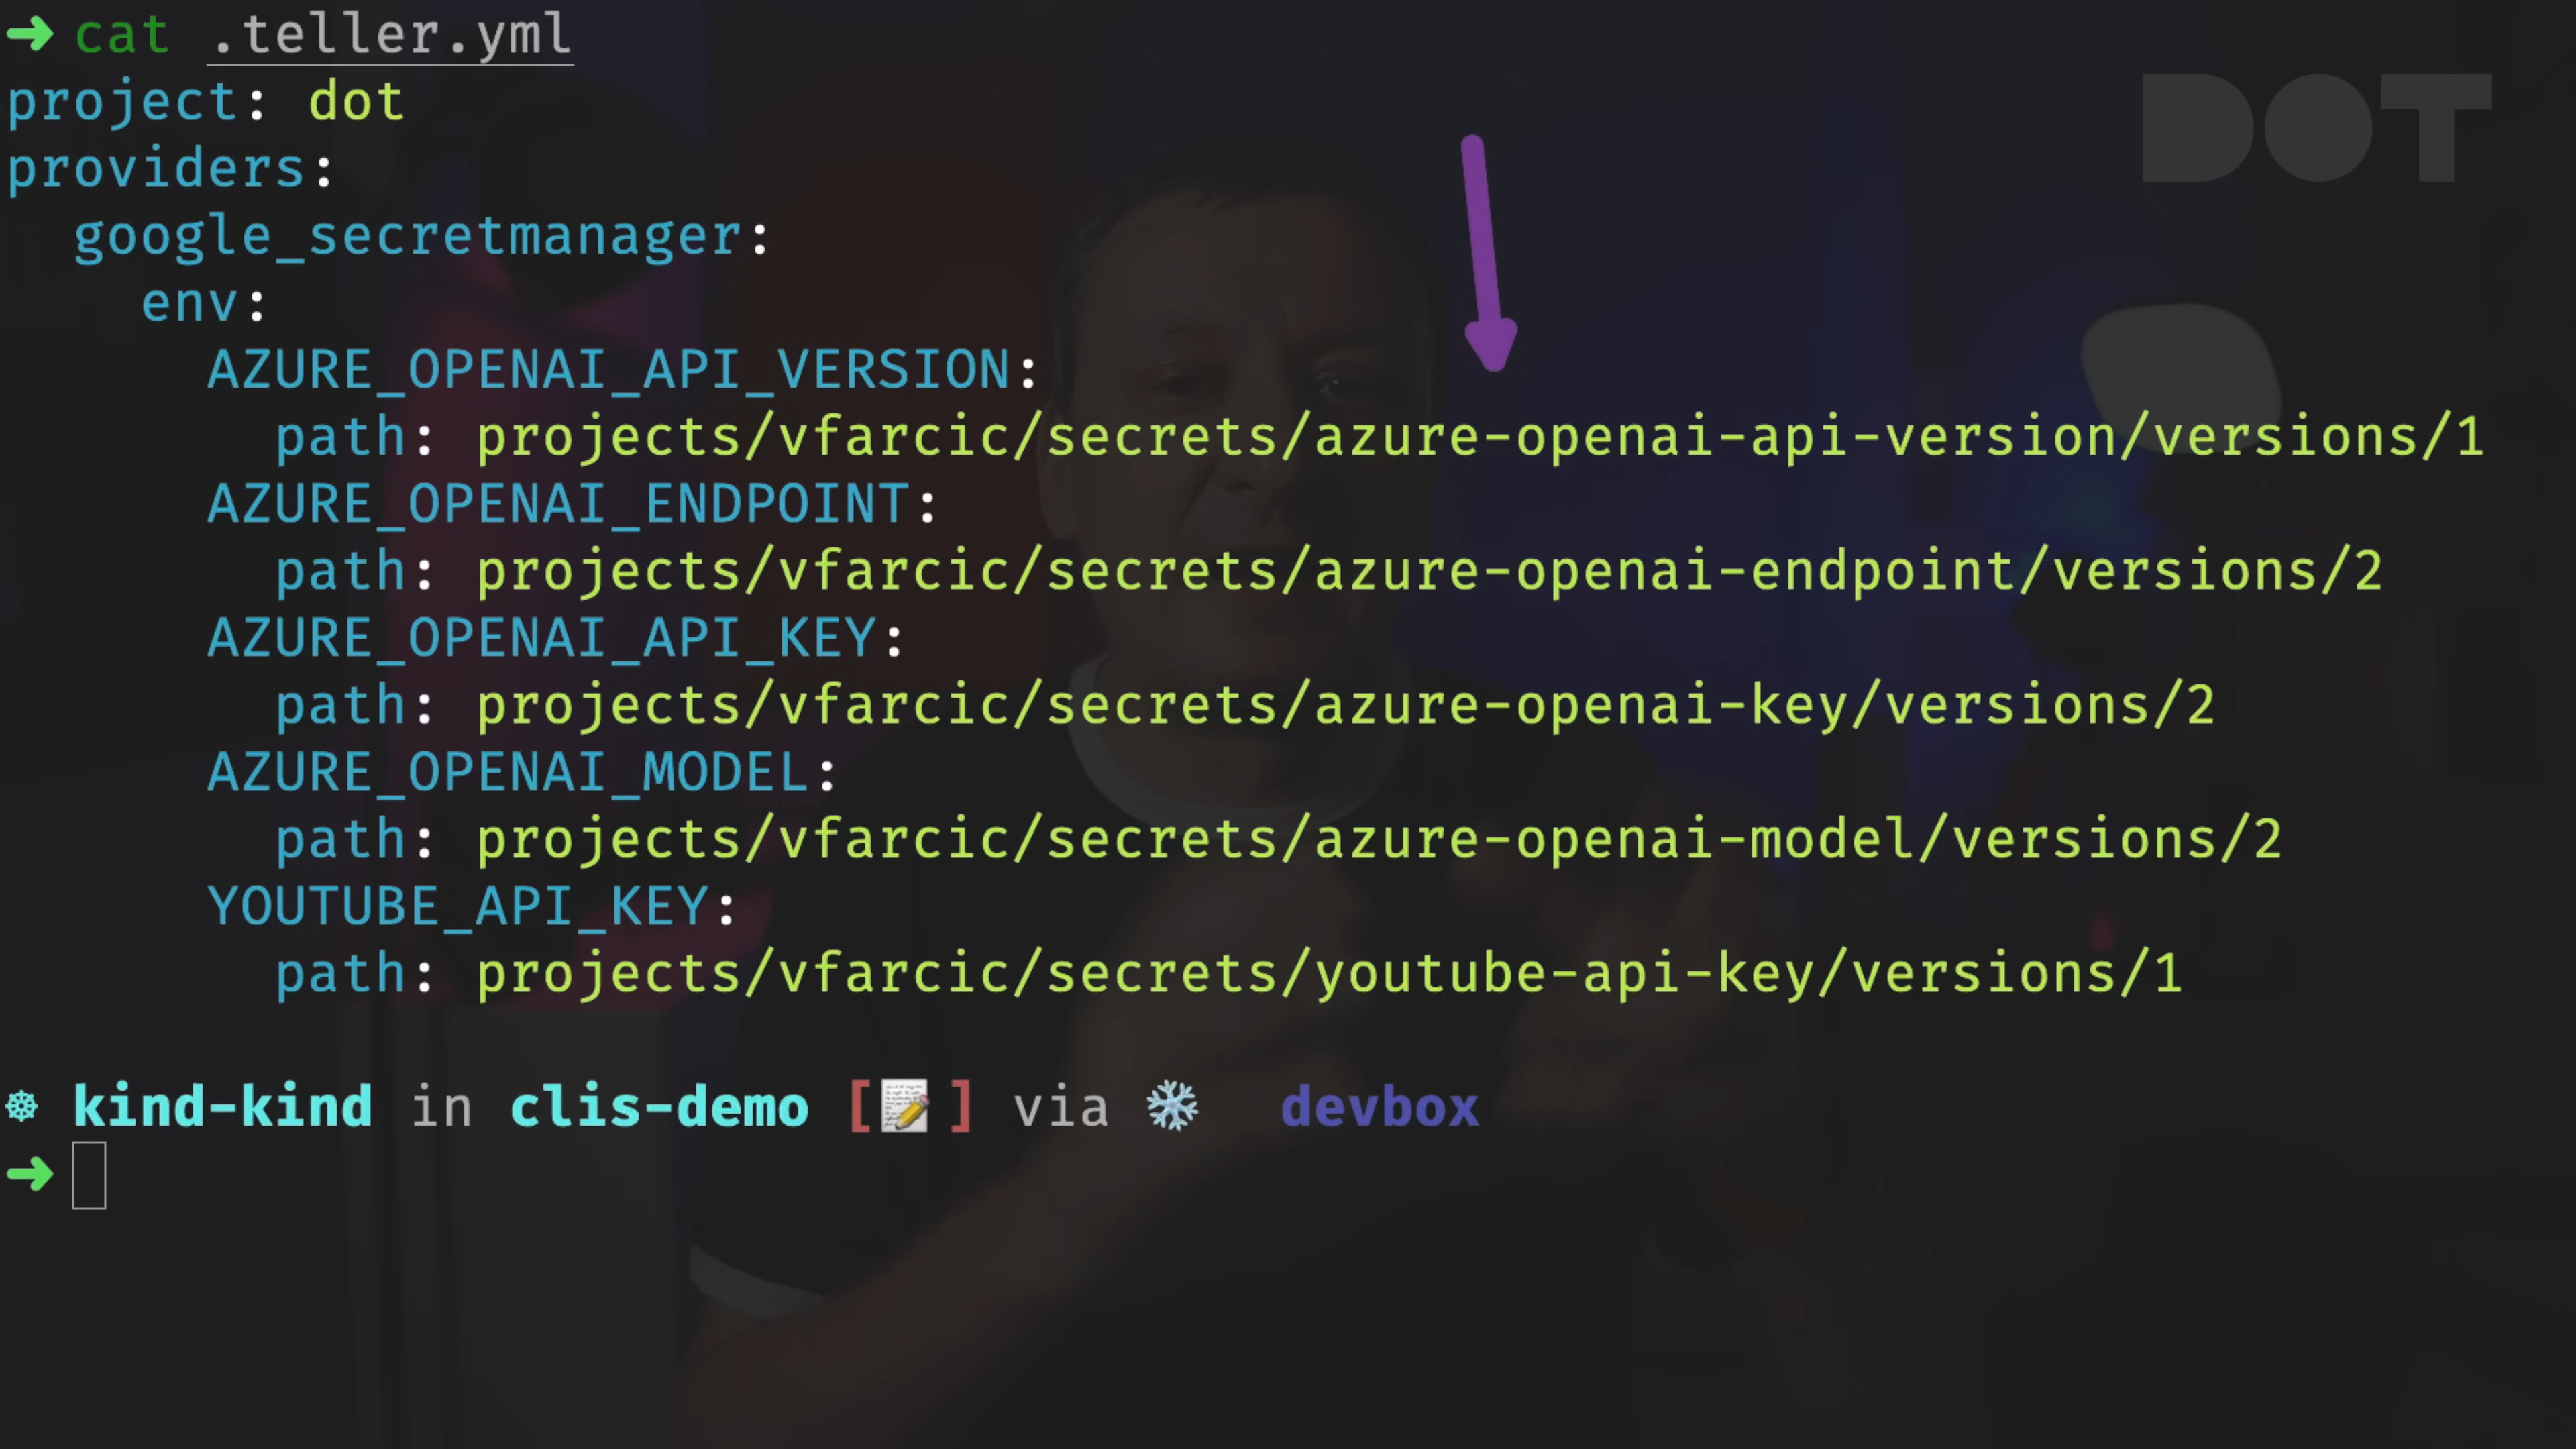 ➜ cat .teller.yml
DOT
project: dot
providers:
  google_secretmanager:
    env:
      AZURE_OPENAI_API_VERSION:
        path: projects/vfarcic/secrets/azure-openai-api-version/versions/1
      AZURE_OPENAI_ENDPOINT:
        path: projects/vfarcic/secrets/azure-openai-endpoint/versions/2
      AZURE_OPENAI_API_KEY:
        path: projects/vfarcic/secrets/azure-openai-key/versions/2
      AZURE_OPENAI_MODEL:
        path: projects/vfarcic/secrets/azure-openai-model/versions/2
      YOUTUBE_API_KEY:
        path: projects/vfarcic/secrets/youtube-api-key/versions/1
☸ kind-kind in clis-demo [📝] via ❄ devbox
➜